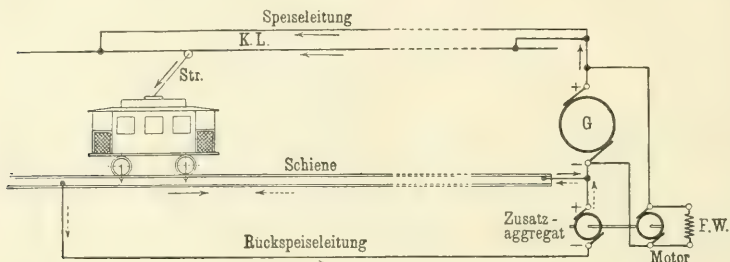 Speiseleitung
K.L.
Str.
+
G
−
Schiene
+
Zusatz-
aggregat
−
F.W.
Rückspeiseleitung
Motor